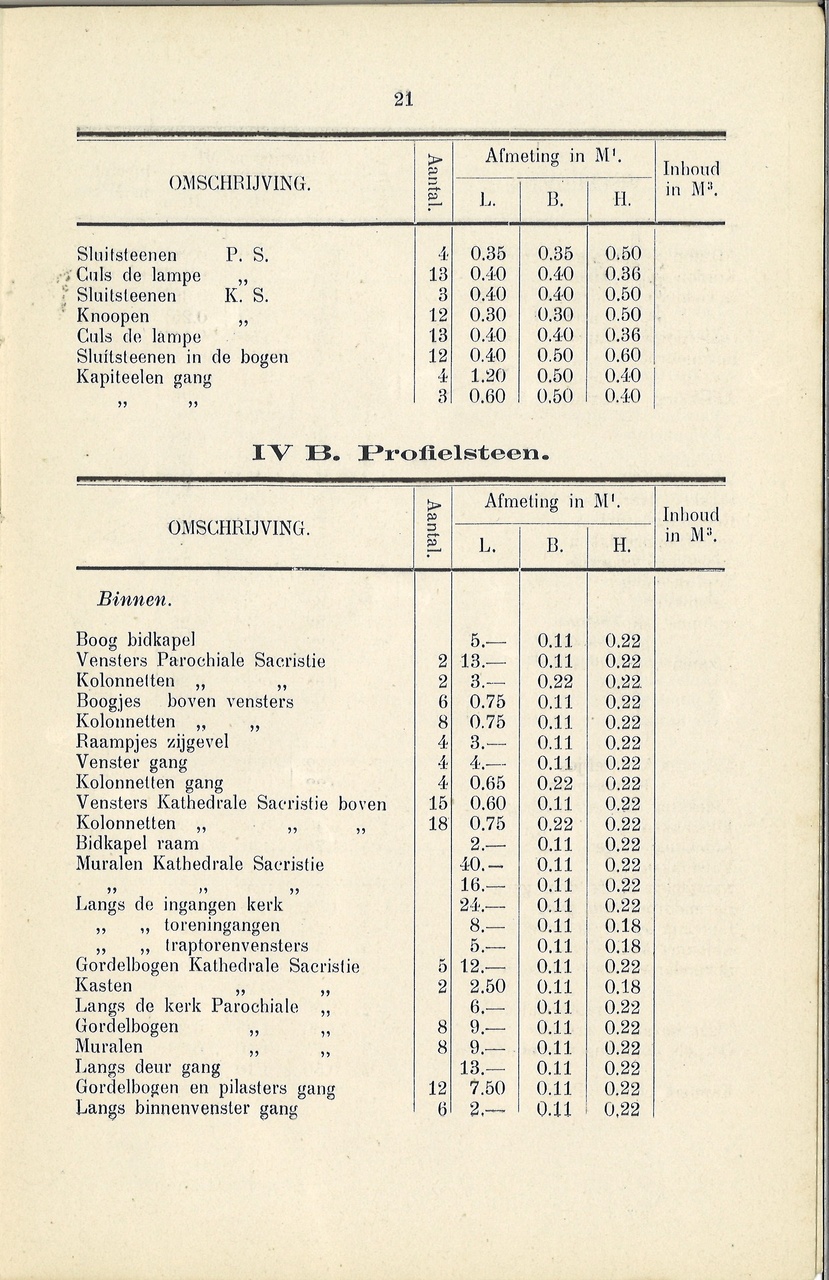 21
OMSCHRIJVING. Aantal. Afmeting in M¹. Inhoud in M³.
L. B. H.
Sluitsteenen P. S. 4 0.35 0.35 0.50
Culs de lampe „ 13 0.40 0.40 0.36
Sluitsteenen K. S. 3 0.40 0.40 0.50
Knoopen „ 12 0.30 0.30 0.50
Culs de lampe 13 0.40 0.40 0.36
Sluitsteenen in de bogen 12 0.40 0.50 0.60
Kapiteelen gang 4 1.20 0.50 0.40
„ „ 3 0.60 0.50 0.40
IV B. Profielsteen.
OMSCHRIJVING. Aantal. Afmeting in M¹. Inhoud in M³.
L. B. H.
Binnen.
Boog bidkapel 5.— 0.11 0.22
Vensters Parochiale Sacristie 2 13.— 0.11 0.22
Kolonnetten „ „ 2 3.— 0.22 0.22
Boogjes boven vensters 6 0.75 0.11 0.22
Kolonnetten „ „ 8 0.75 0.11 0.22
Raampjes zijgevel 4 3.— 0.11 0.22
Venster gang 4 4.— 0.11 0.22
Kolonnetten gang 4 0.65 0.22 0.22
Vensters Kathedrale Sacristie boven 15 0.60 0.11 0.22
Kolonnetten „ „ „ 18 0.75 0.22 0.22
Bidkapel raam 2.— 0.11 0.22
Muralen Kathedrale Sacristie 40.— 0.11 0.22
„ „ „ 16.— 0.11 0.22
Langs de ingangen kerk 24.— 0.11 0.22
„ „ toreningangen 8.— 0.11 0.18
„ „ traptorenvensters 5.— 0.11 0.18
Gordelbogen Kathedrale Sacristie 5 12.— 0.11 0.22
Kasten „ „ 2 2.50 0.11 0.18
Langs de kerk Parochiale „ 6.— 0.11 0.22
Gordelbogen „ „ 8 9.— 0.11 0.22
Muralen „ „ 8 9.— 0.11 0.22
Langs deur gang 13.— 0.11 0.22
Gordelbogen en pilasters gang 12 7.50 0.11 0.22
Langs binnenvenster gang 6 2.— 0.11 0.22